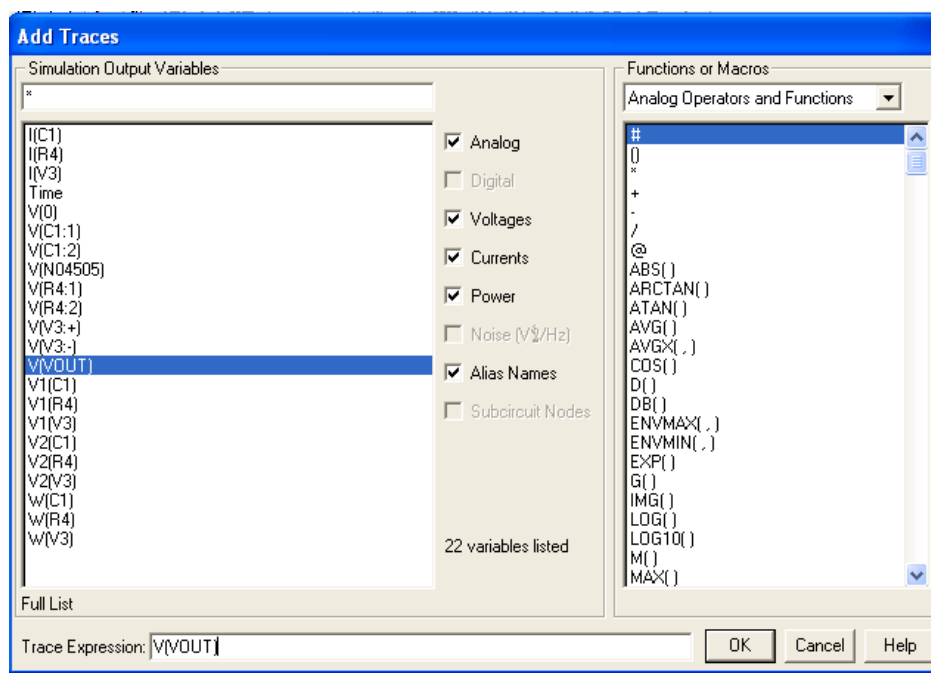 Add Traces
Simulation Output Variables
*
I(C1)
I(R4)
I(V3)
Time
V(0)
V(C1:1)
V(C1:2)
V(N04505)
V(R4:1)
V(R4:2)
V(V3:+)
V(V3:-)
V(VOUT)
V1(C1)
V1(R4)
V1(V3)
V2(C1)
V2(R4)
V2(V3)
W(C1)
W(R4)
W(V3)
Full List
Analog
Digital
Voltages
Currents
Power
Noise (V²/Hz)
Alias Names
Subcircuit Nodes
22 variables listed
Functions or Macros
Analog Operators and Functions
#
()
*
+
-
/
@
ABS( )
ARCTAN( )
ATAN( )
AVG( )
AVGX( , )
COS( )
D( )
DB( )
ENVMAX( , )
ENVMIN( , )
EXP( )
G( )
IMG( )
LOG( )
LOG10( )
M( )
MAX( )
Trace Expression: V(VOUT)
OK
Cancel
Help